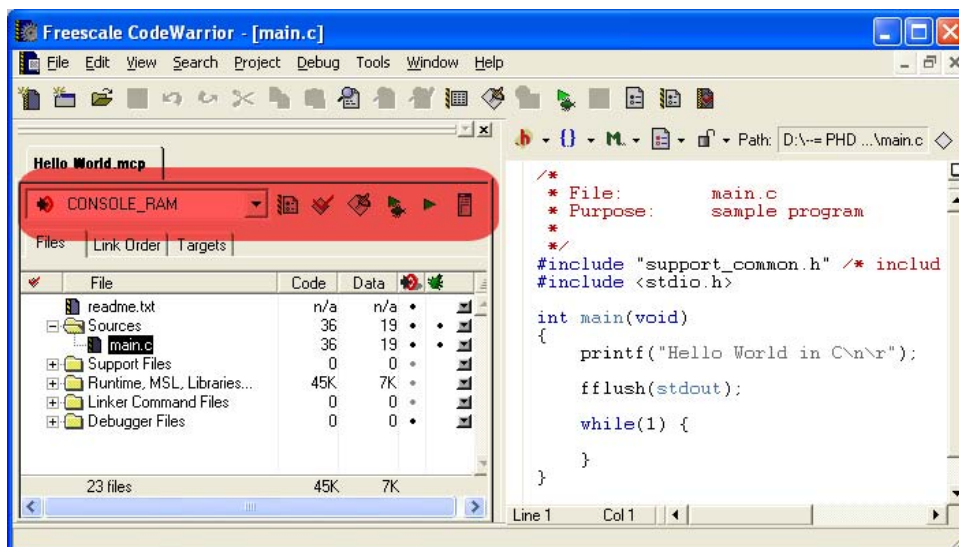 Freescale CodeWarrior - [main.c]
File Edit View Search Project Debug Tools Window Help
Hello World.mcp
CONSOLE_RAM
Files Link Order Targets
File Code Data
readme.txt n/a n/a
Sources 36 19
main.c 36 19
Support Files 0 0
Runtime, MSL, Libraries... 45K 7K
Linker Command Files 0 0
Debugger Files 0 0
23 files 45K 7K
h {} M. Path: D:\--= PHD ...\main.c
/*
* File: main.c
* Purpose: sample program
*
*/
#include "support_common.h" /* includ
#include <stdio.h>
int main(void)
{
printf("Hello World in C\n\r");
fflush(stdout);
while(1) {
}
}
Line 1 Col 1